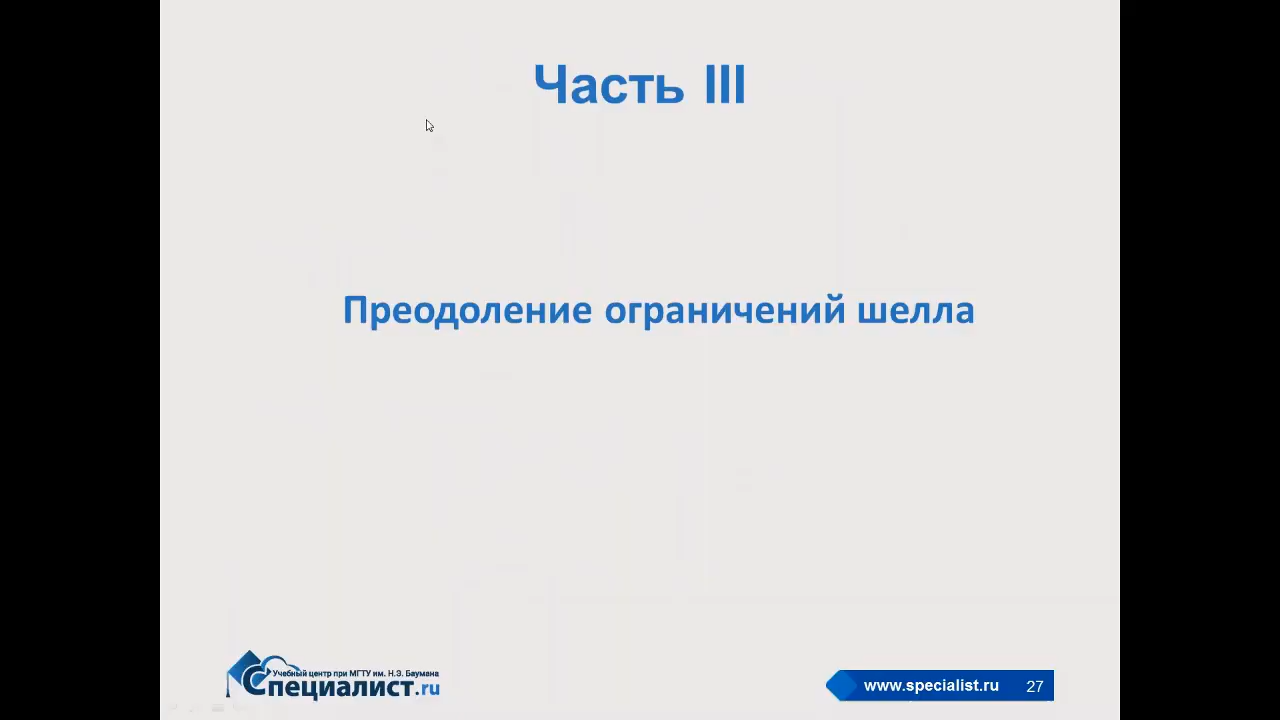 Часть III
Преодоление ограничений шелла
Учебный центр при МГТУ им. Н.Э. Баумана
Специалист.ru
www.specialist.ru 27